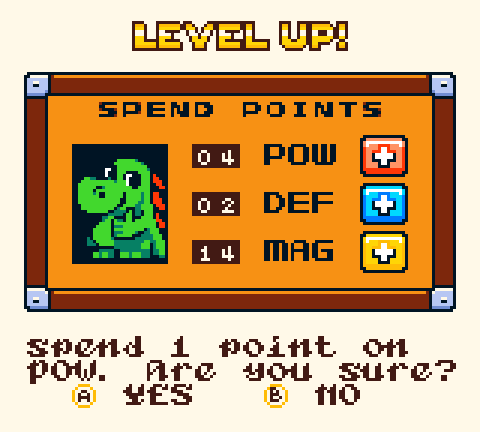 LEVEL UP!
SPEND POINTS
04 POW
02 DEF
14 MAG
Spend 1 point on
POW. Are you sure?
A YES B NO